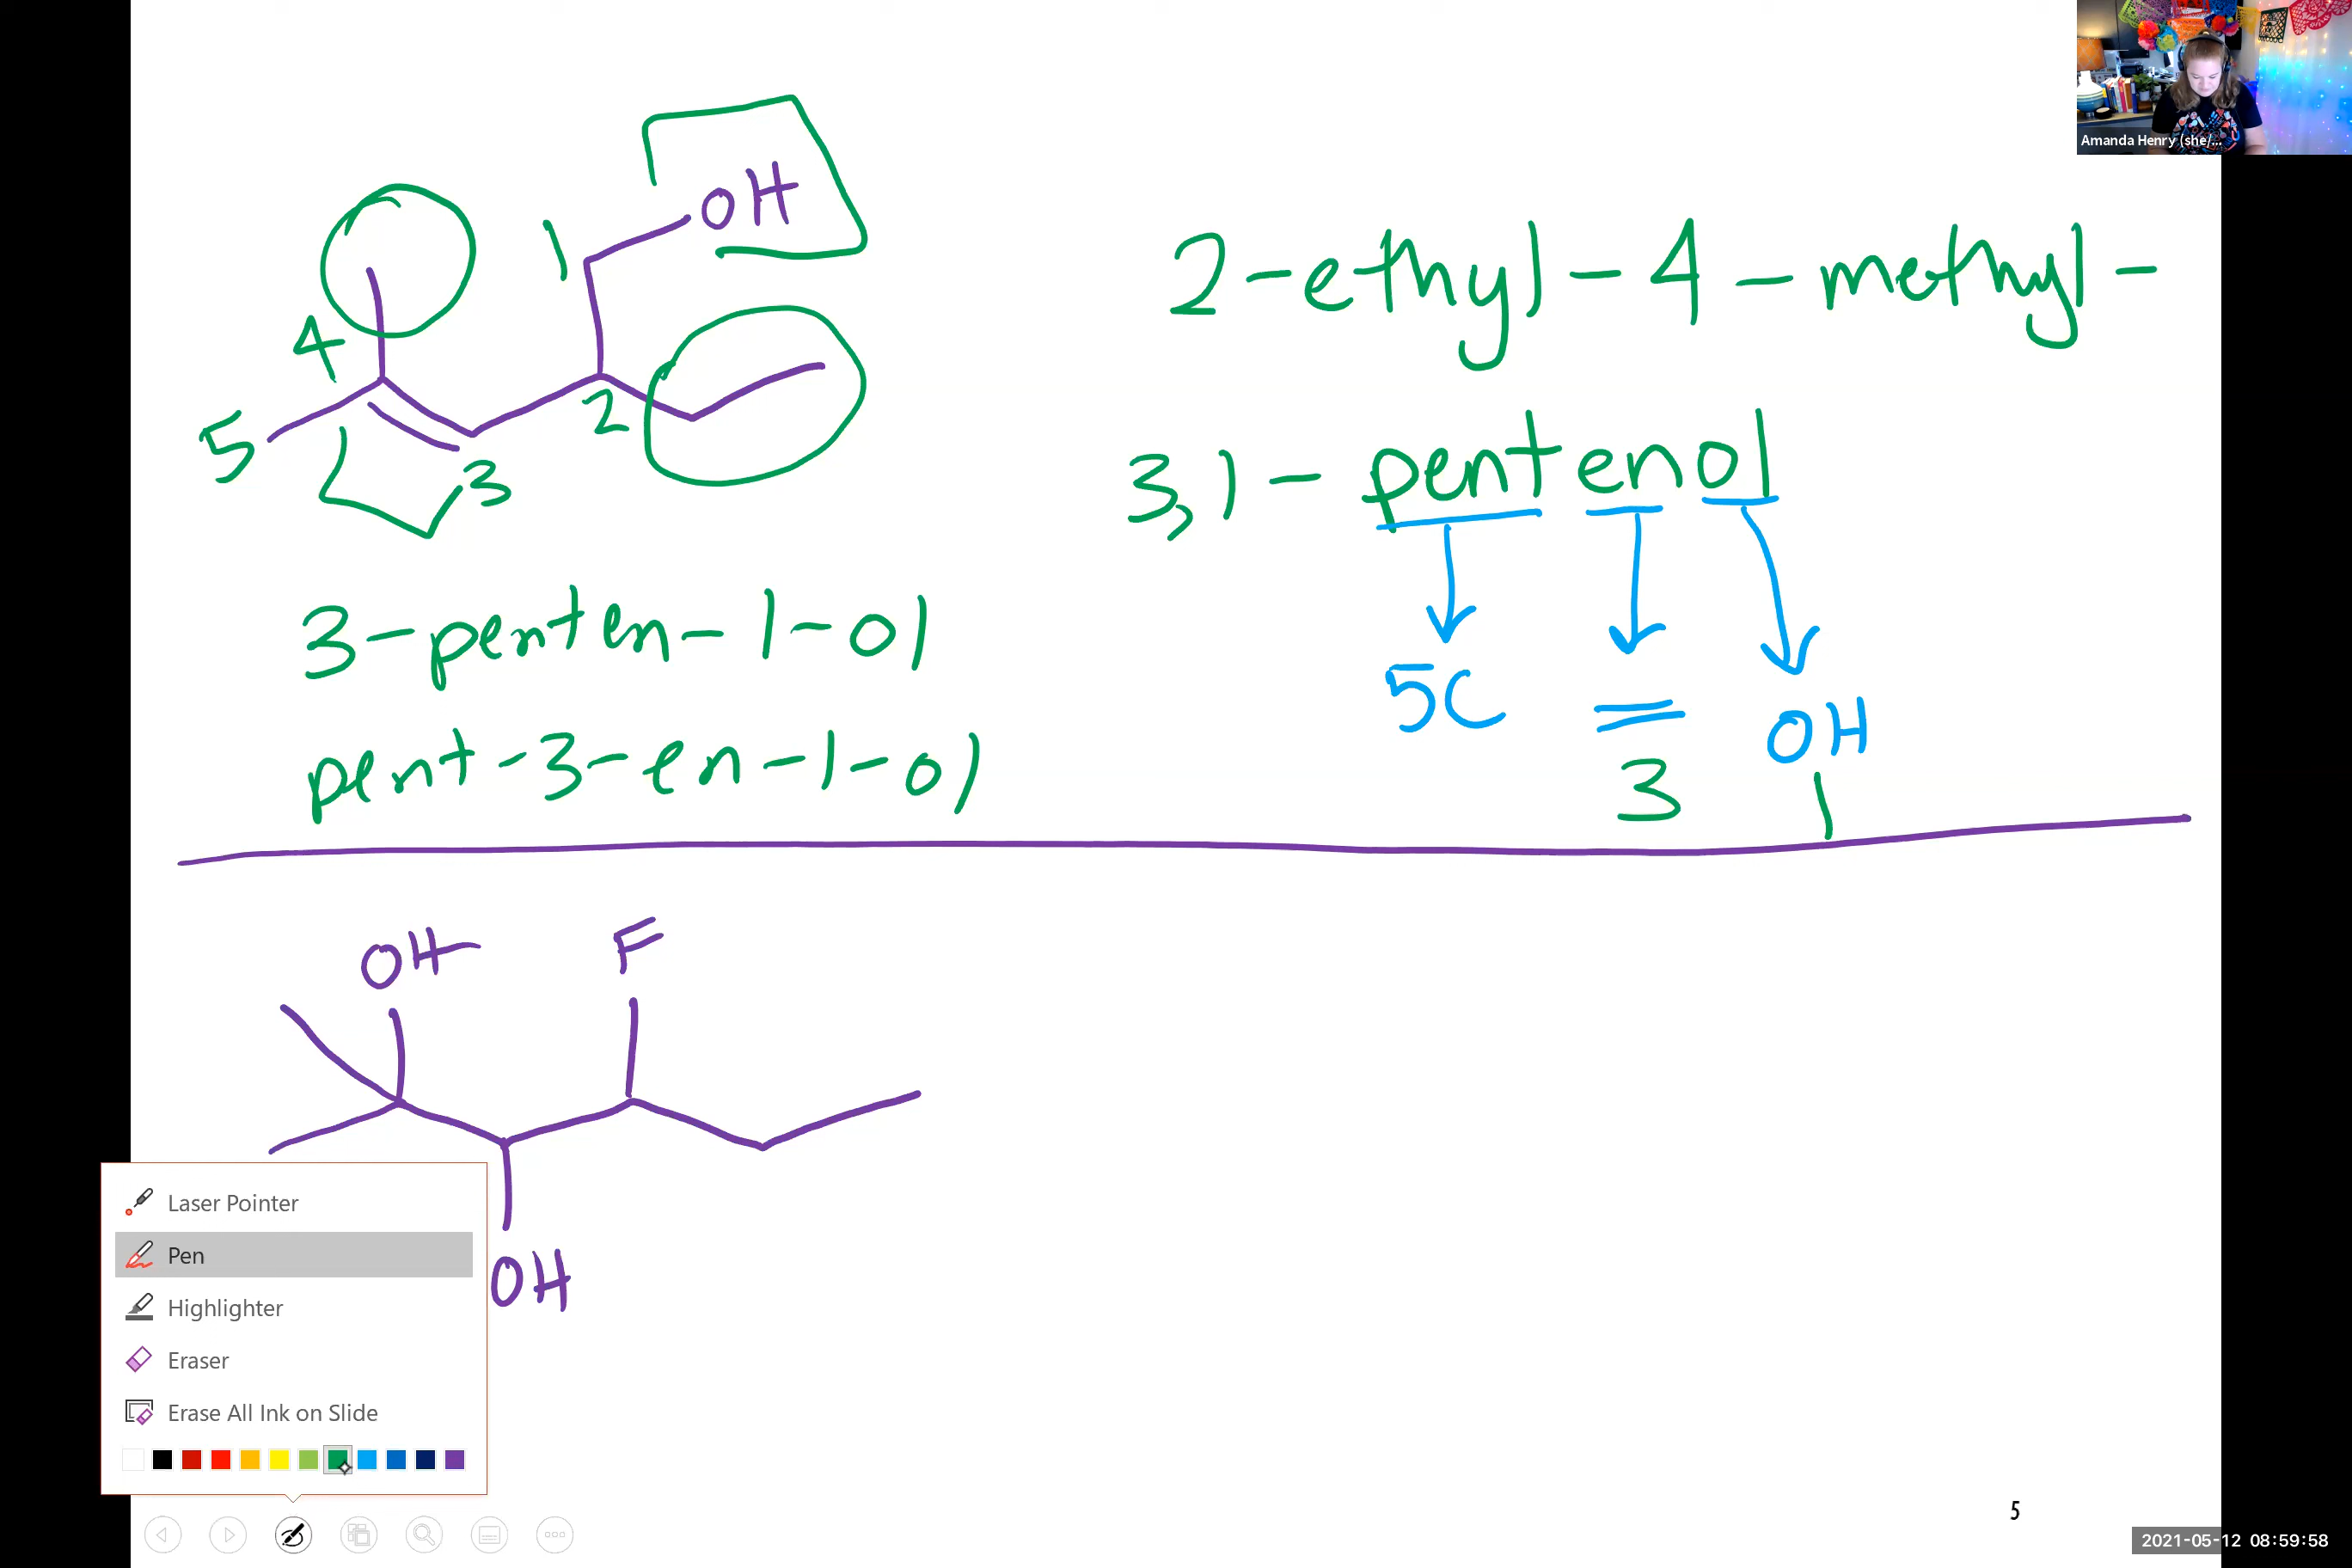 Amanda Henry (she/...
OH
1
4
5
2
3
2-ethyl-4-methyl-
3,1-pentenol
3-penten-1-ol
pent-3-en-1-ol
5C
OH
3
1
OH
F
OH
Laser Pointer
Pen
Highlighter
Eraser
Erase All Ink on Slide
5
2021-05-12 08:59:58